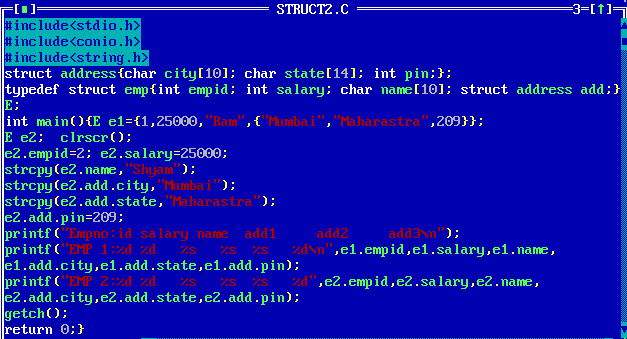 [■] STRUCT2.C 3=[↑]
#include<stdio.h>
#include<conio.h>
#include<string.h>
struct address{char city[10]; char state[14]; int pin;};
typedef struct emp{int empid; int salary; char name[10]; struct address add;}
E;
int main(){E e1={1,25000,"Ram",{"Mumbai","Maharastra",209}};
E e2;  clrscr();
e2.empid=2; e2.salary=25000;
strcpy(e2.name,"Shyam");
strcpy(e2.add.city,"Mumbai");
strcpy(e2.add.state,"Maharastra");
e2.add.pin=209;
printf("Empno:id salary name  add1     add2     add3\n");
printf("EMP 1:%d %d   %s   %s  %s   %d\n",e1.empid,e1.salary,e1.name,
e1.add.city,e1.add.state,e1.add.pin);
printf("EMP 2:%d %d   %s   %s  %s   %d",e2.empid,e2.salary,e2.name,
e2.add.city,e2.add.state,e2.add.pin);
getch();
return 0;}